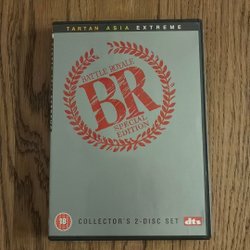 TARTAN ASIA EXTREME
BATTLE ROYALE
BR
SPECIAL EDITION
18
COLLECTOR'S 2-DISC SET
dts